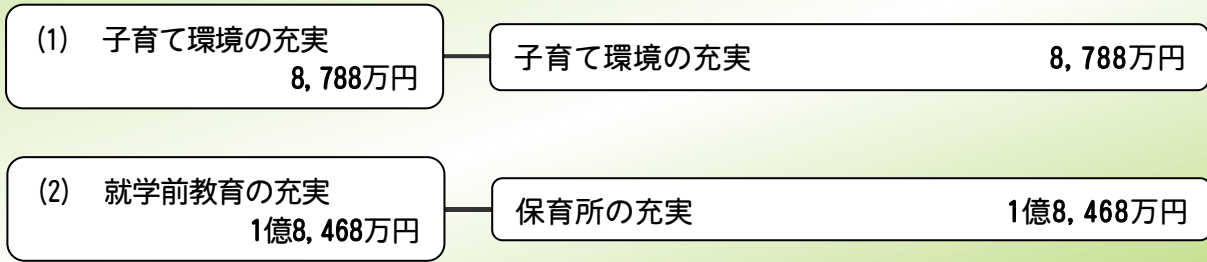 (1) 子育て環境の充実
8,788万円
子育て環境の充実 8,788万円
(2) 就学前教育の充実
1億8,468万円
保育所の充実 1億8,468万円